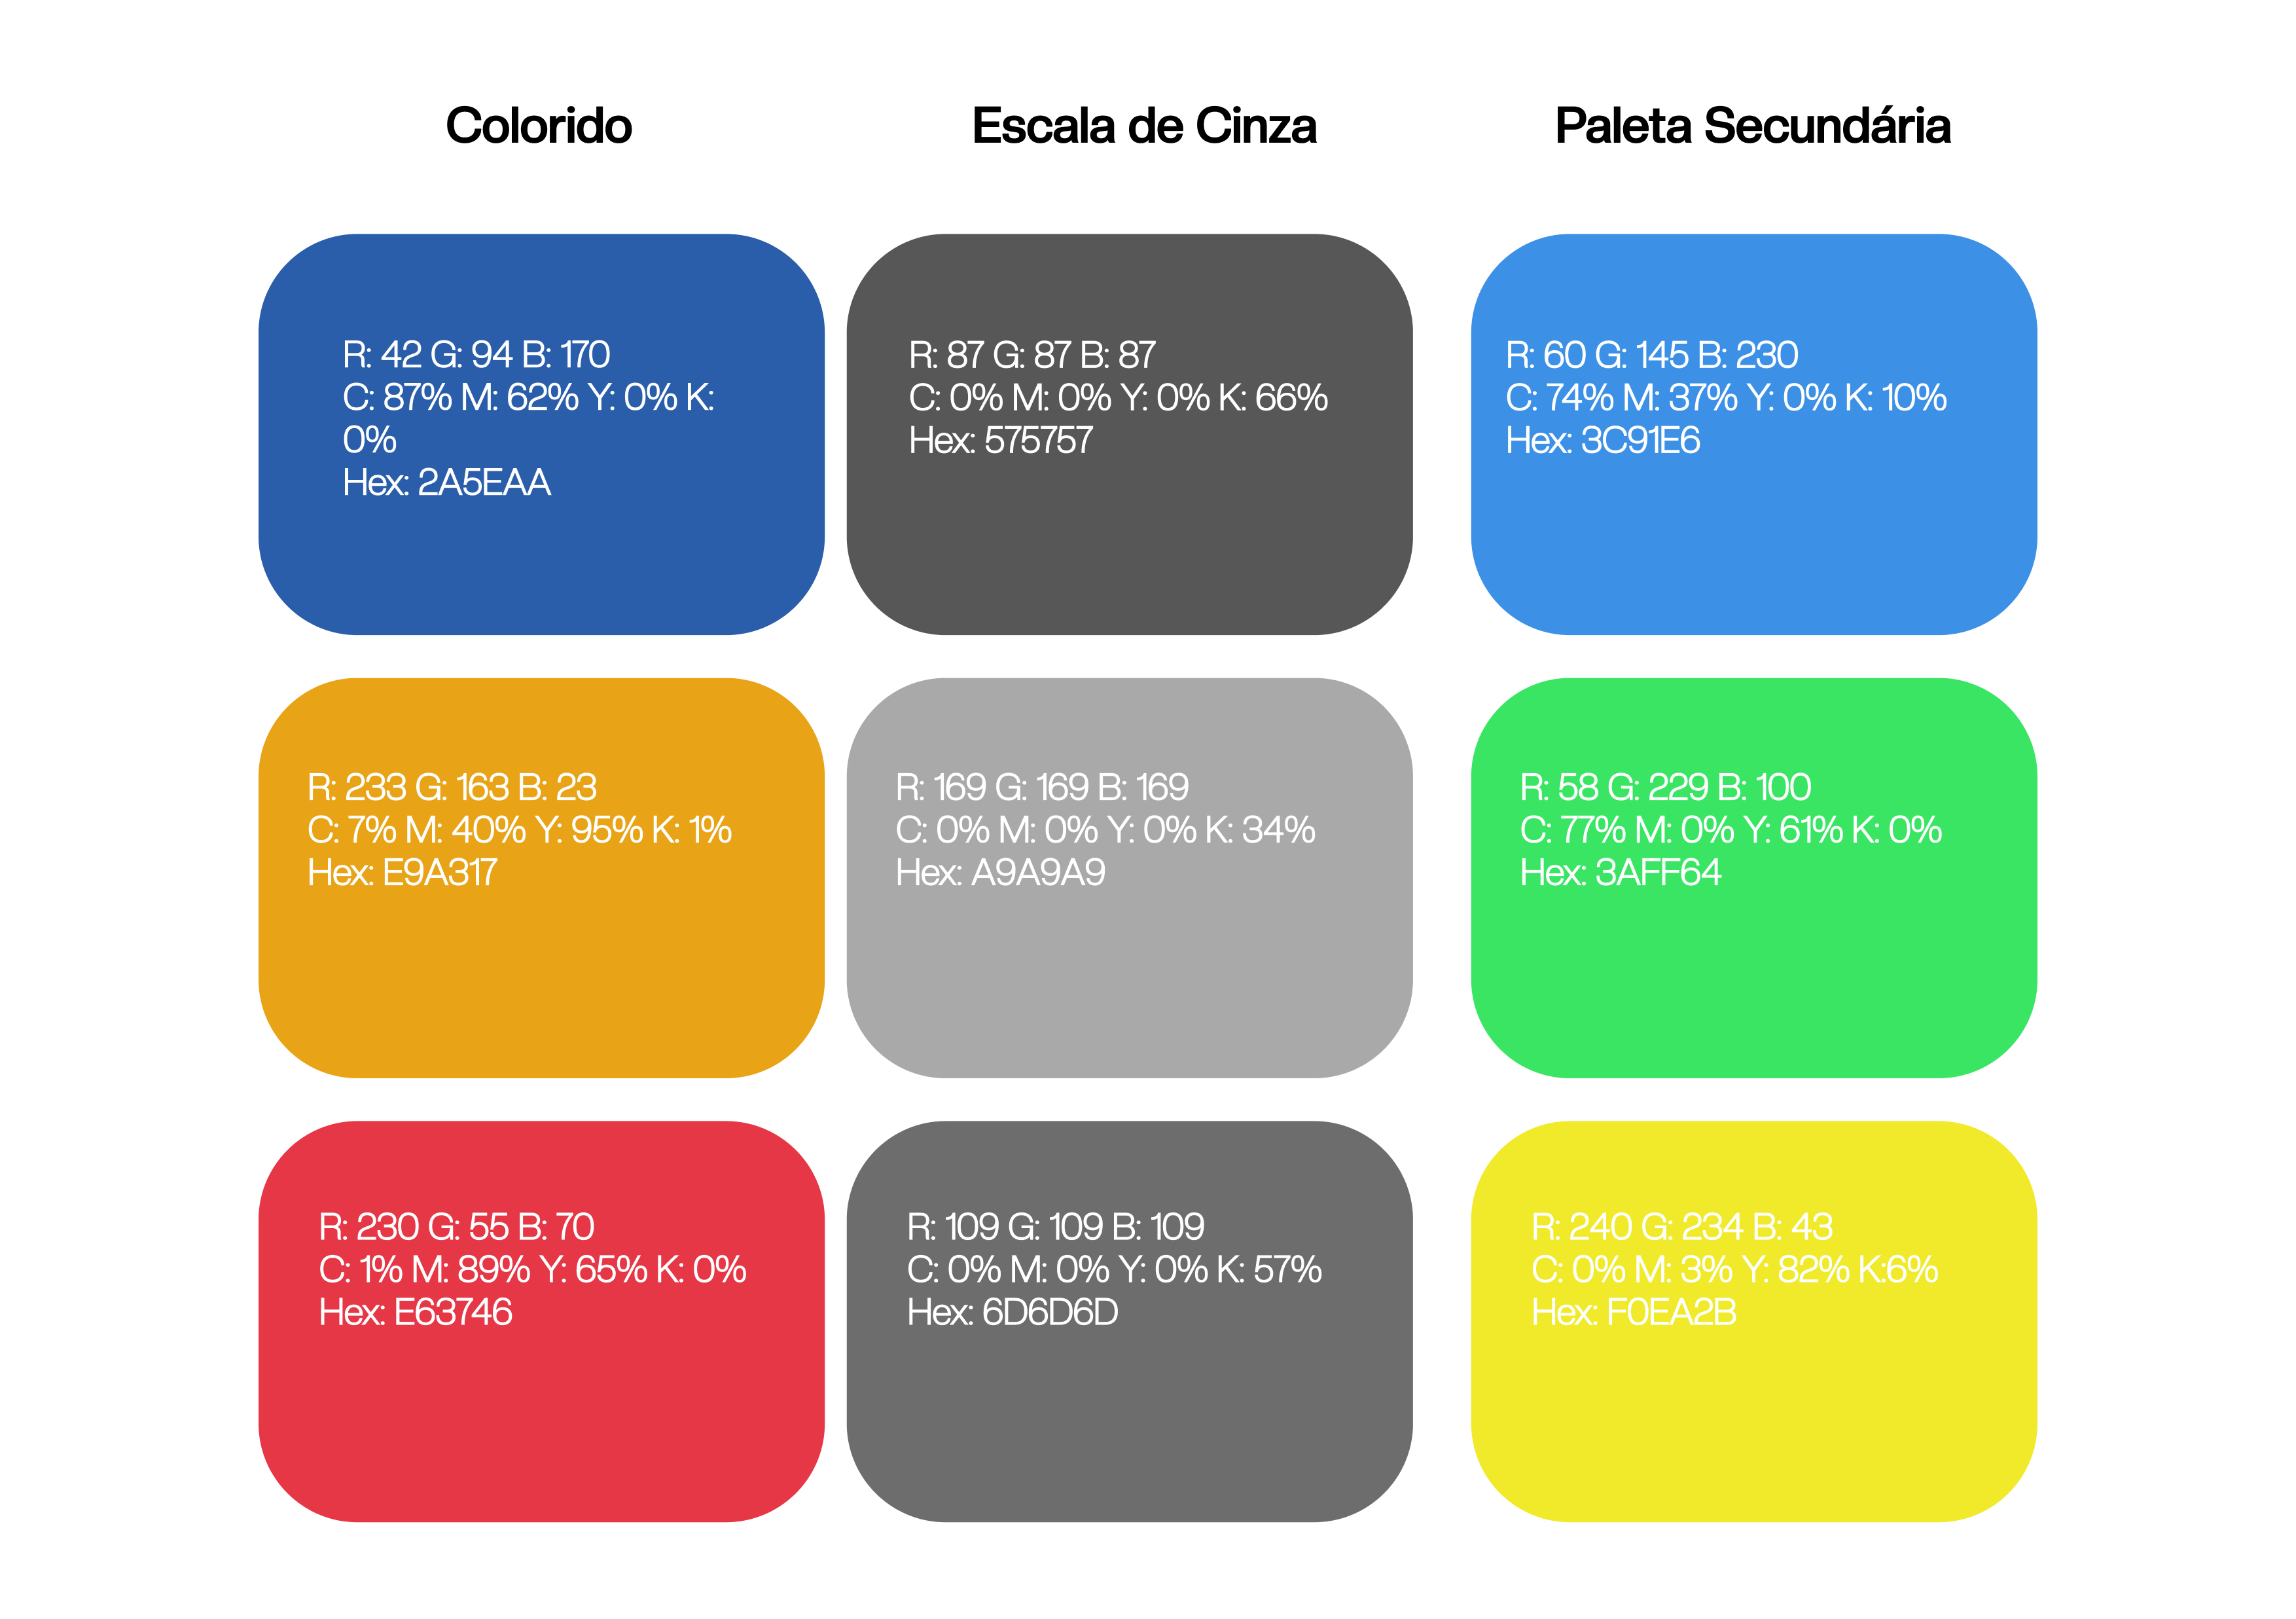 Colorido
Escala de Cinza
Paleta Secundária
R: 42 G: 94 B: 170
C: 87% M: 62% Y: 0% K:
0%
Hex: 2A5EAA
R: 87 G: 87 B: 87
C: 0% M: 0% Y: 0% K: 66%
Hex: 575757
R: 60 G: 145 B: 230
C: 74% M: 37% Y: 0% K: 10%
Hex: 3C91E6
R: 233 G: 163 B: 23
C: 7% M: 40% Y: 95% K: 1%
Hex: E9A317
R: 169 G: 169 B: 169
C: 0% M: 0% Y: 0% K: 34%
Hex: A9A9A9
R: 58 G: 229 B: 100
C: 77% M: 0% Y: 61% K: 0%
Hex: 3AFF64
R: 230 G: 55 B: 70
C: 1% M: 89% Y: 65% K: 0%
Hex: E63746
R: 109 G: 109 B: 109
C: 0% M: 0% Y: 0% K: 57%
Hex: 6D6D6D
R: 240 G: 234 B: 43
C: 0% M: 3% Y: 82% K:6%
Hex: F0EA2B